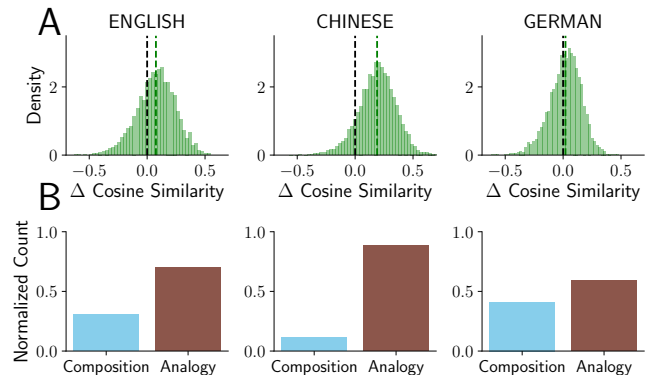 A
ENGLISH
CHINESE
GERMAN
Density
2
0
2
0
2
0
−0.5 0.0 0.5
−0.5 0.0 0.5
−0.5 0.0 0.5
Δ Cosine Similarity
Δ Cosine Similarity
Δ Cosine Similarity
B
Normalized Count
1.0
0.5
0.0
1.0
0.5
0.0
1.0
0.5
0.0
Composition Analogy
Composition Analogy
Composition Analogy